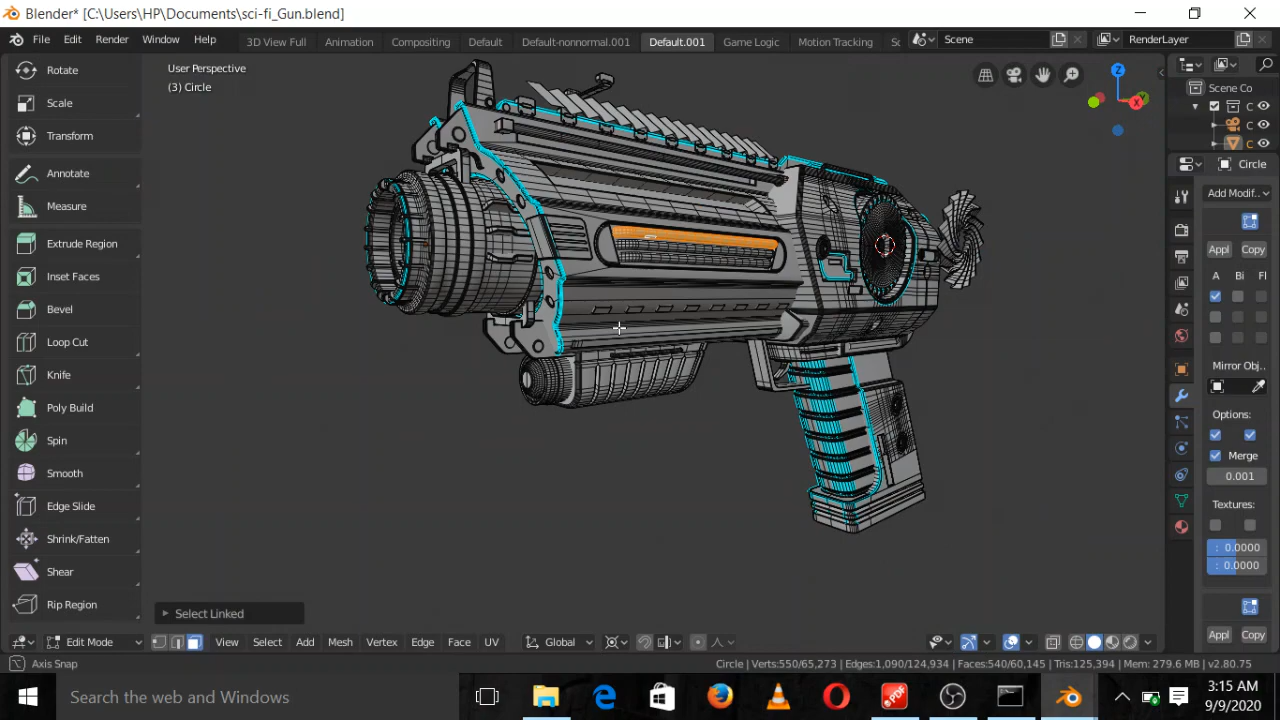 Blender* [C:\Users\HP\Documents\sci-fi_Gun.blend]
File Edit Render Window Help 3D View Full Animation Compositing Default Default-nonnormal.001 Default.001 Game Logic Motion Tracking Sc Scene RenderLayer
User Perspective
(3) Circle
Rotate
Scale
Transform
Annotate
Measure
Extrude Region
Inset Faces
Bevel
Loop Cut
Knife
Poly Build
Spin
Smooth
Edge Slide
Shrink/Fatten
Shear
Rip Region
Select Linked
Z
Y
X
Scene Co
C
C
C
Circle
Add Modif..
Appl Copy
A Bi Fl
Mirror Obj..
Options:
Merge
0.001
Textures:
: 0.0000
: 0.0000
Appl Copy
Edit Mode View Select Add Mesh Vertex Edge Face UV Global
Axis Snap
Circle | Verts:550/65,273 | Edges:1,090/124,934 | Faces:540/60,145 | Tris:125,394 | Mem: 279.6 MB | v2.80.75
Search the web and Windows
PDF
3:15 AM
9/9/2020